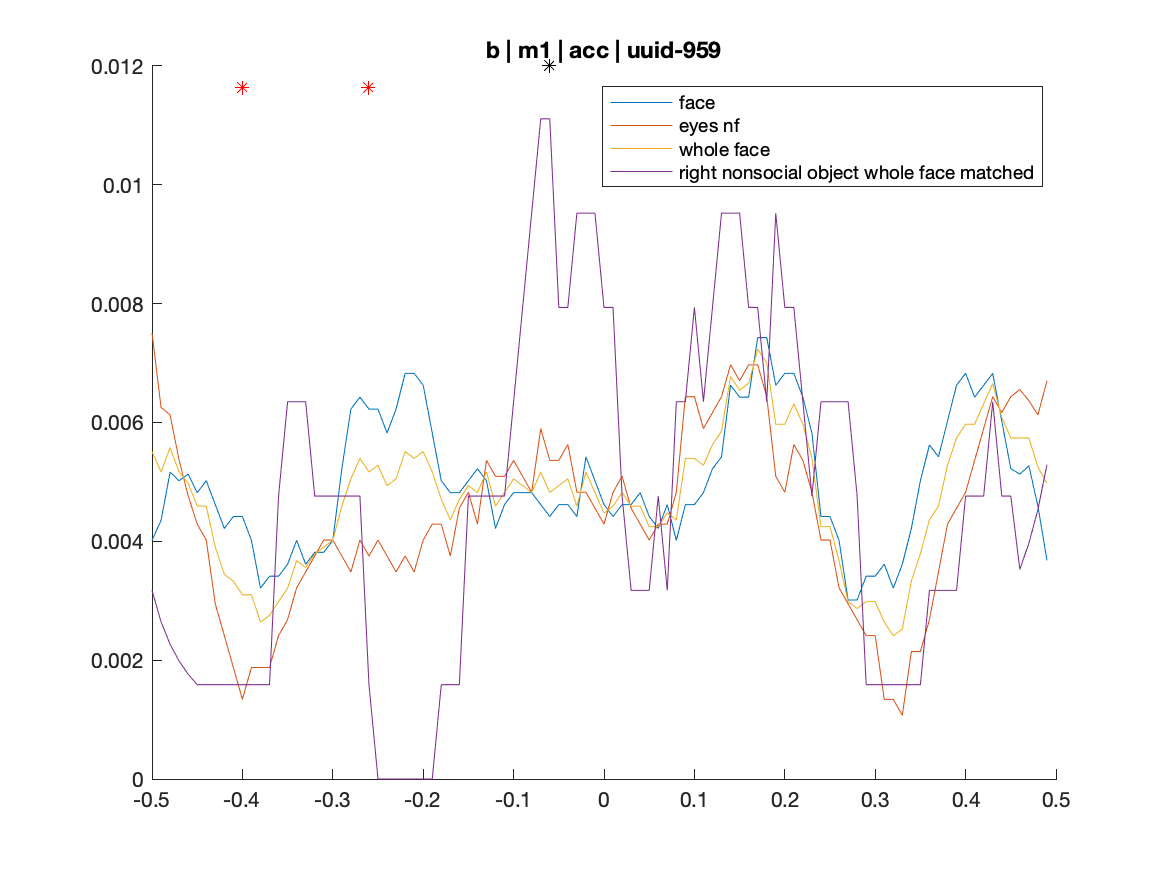 b | m1 | acc | uuid-959
0.012
0.01
0.008
0.006
0.004
0.002
0
face
eyes nf
whole face
right nonsocial object whole face matched
-0.5 -0.4 -0.3 -0.2 -0.1 0 0.1 0.2 0.3 0.4 0.5